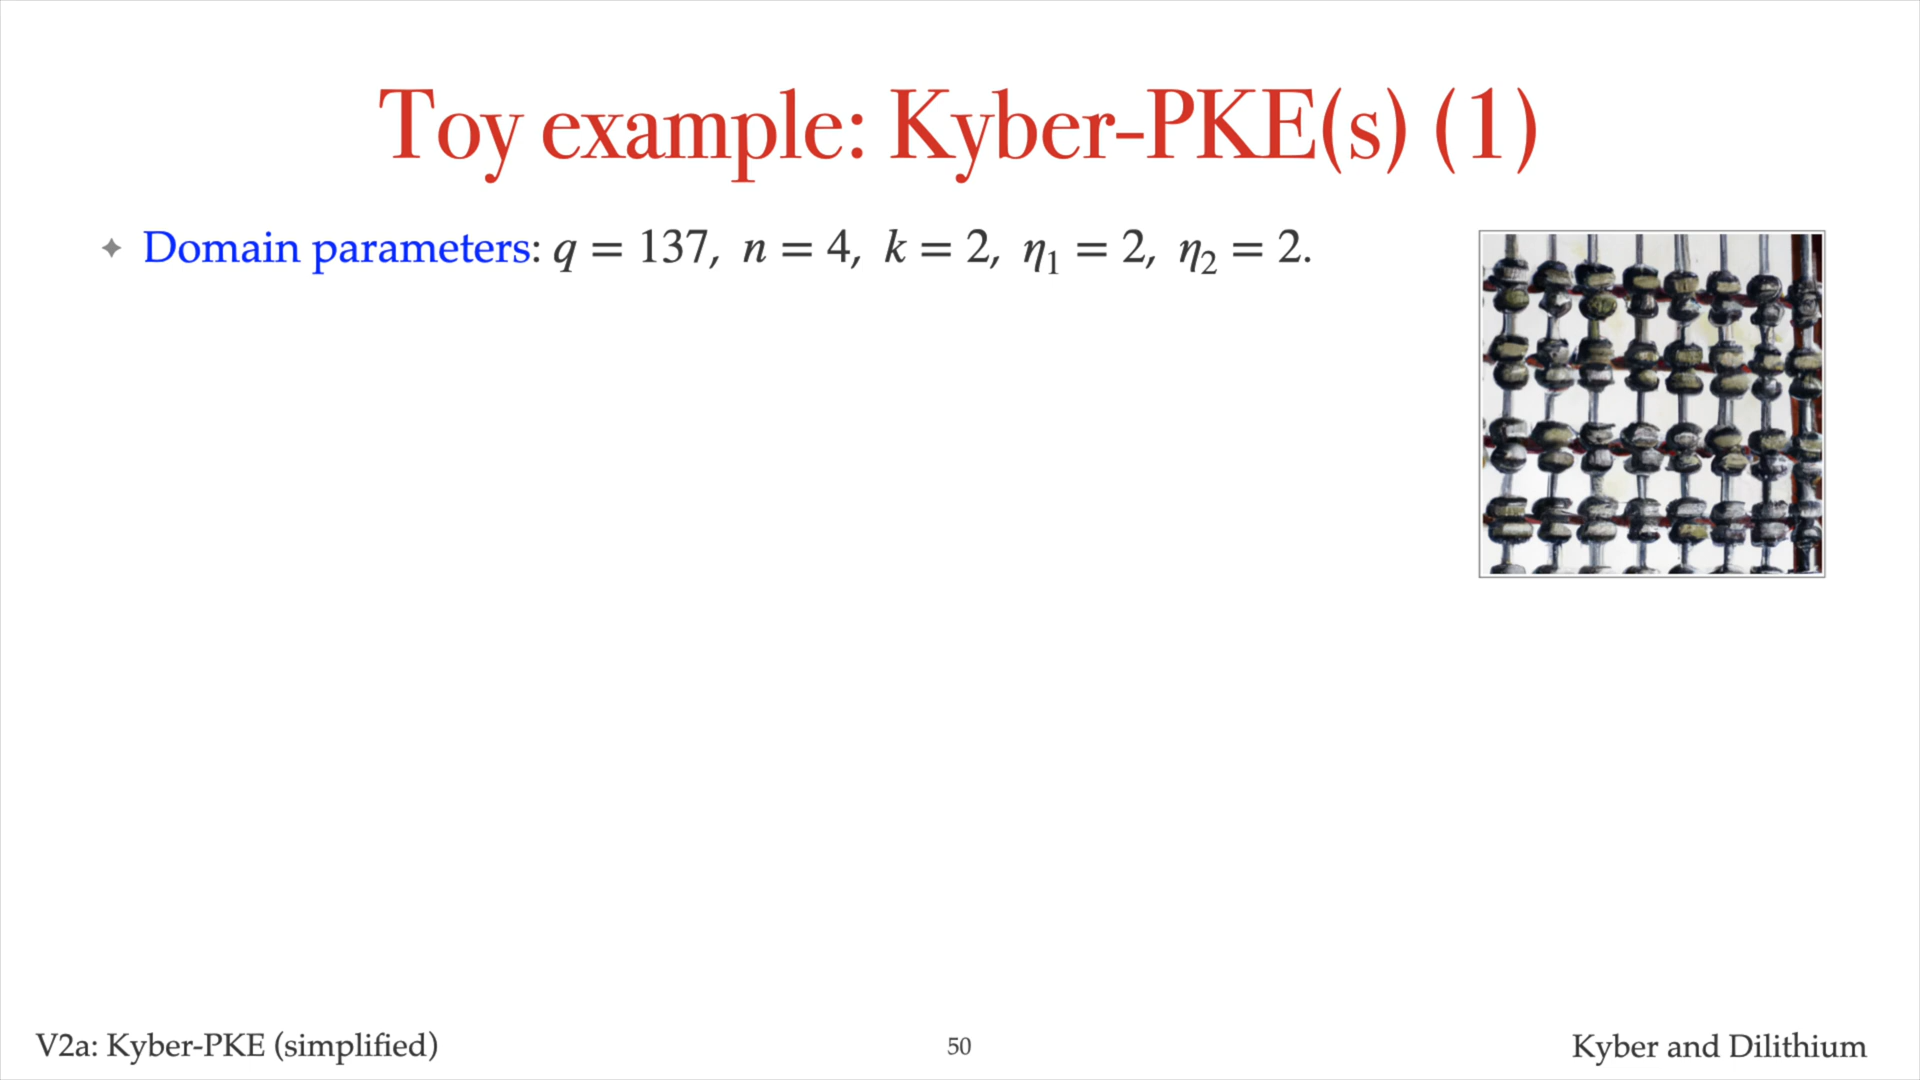 Toy example: Kyber-PKE(s) (1)
✦ Domain parameters: q = 137, n = 4, k = 2, η₁ = 2, η₂ = 2.
V2a: Kyber-PKE (simplified)
50
Kyber and Dilithium